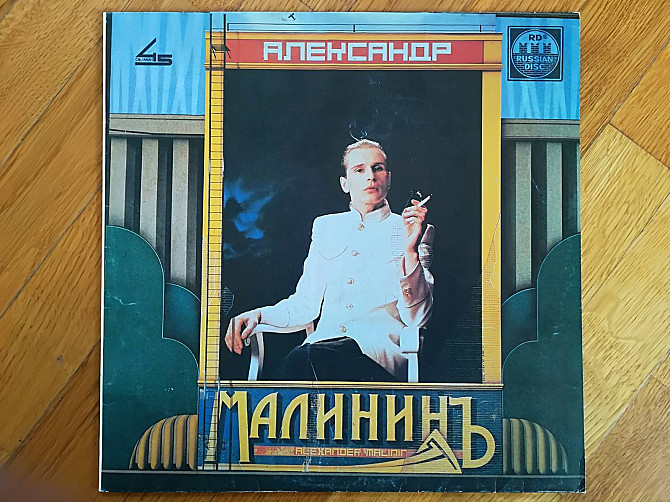 АЛЕКСАНДР
RD®
RUSSIAN
DISC
МАЛИНИНЪ
ALEXANDER MALININ